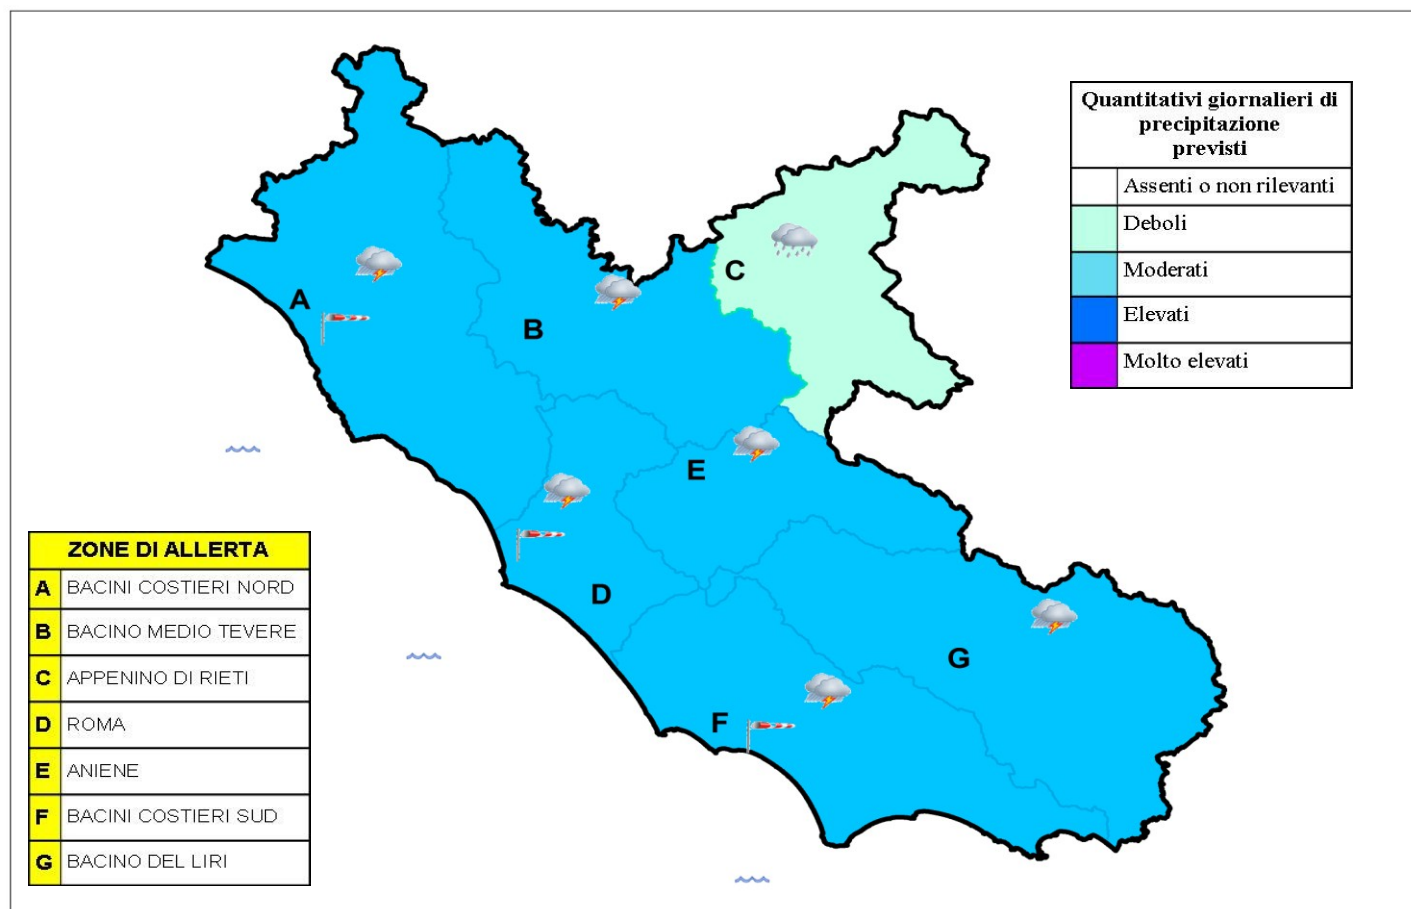 Quantitativi giornalieri di
precipitazione
previsti
Assenti o non rilevanti
Deboli
Moderati
Elevati
Molto elevati
A
B
C
D
E
F
G
ZONE DI ALLERTA
A BACINI COSTIERI NORD
B BACINO MEDIO TEVERE
C APPENINO DI RIETI
D ROMA
E ANIENE
F BACINI COSTIERI SUD
G BACINO DEL LIRI